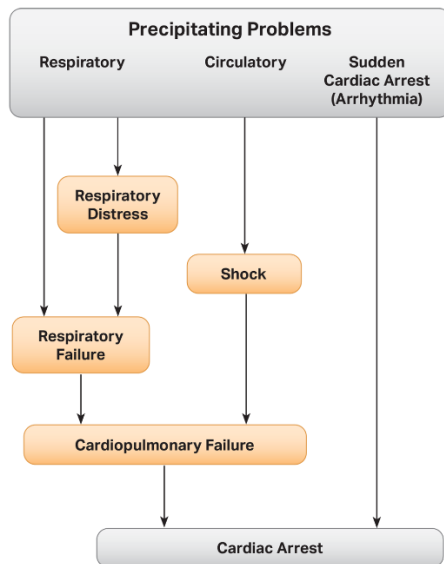 Precipitating Problems
Respiratory
Circulatory
Sudden
Cardiac Arrest
(Arrhythmia)
Respiratory
Distress
Shock
Respiratory
Failure
Cardiopulmonary Failure
Cardiac Arrest